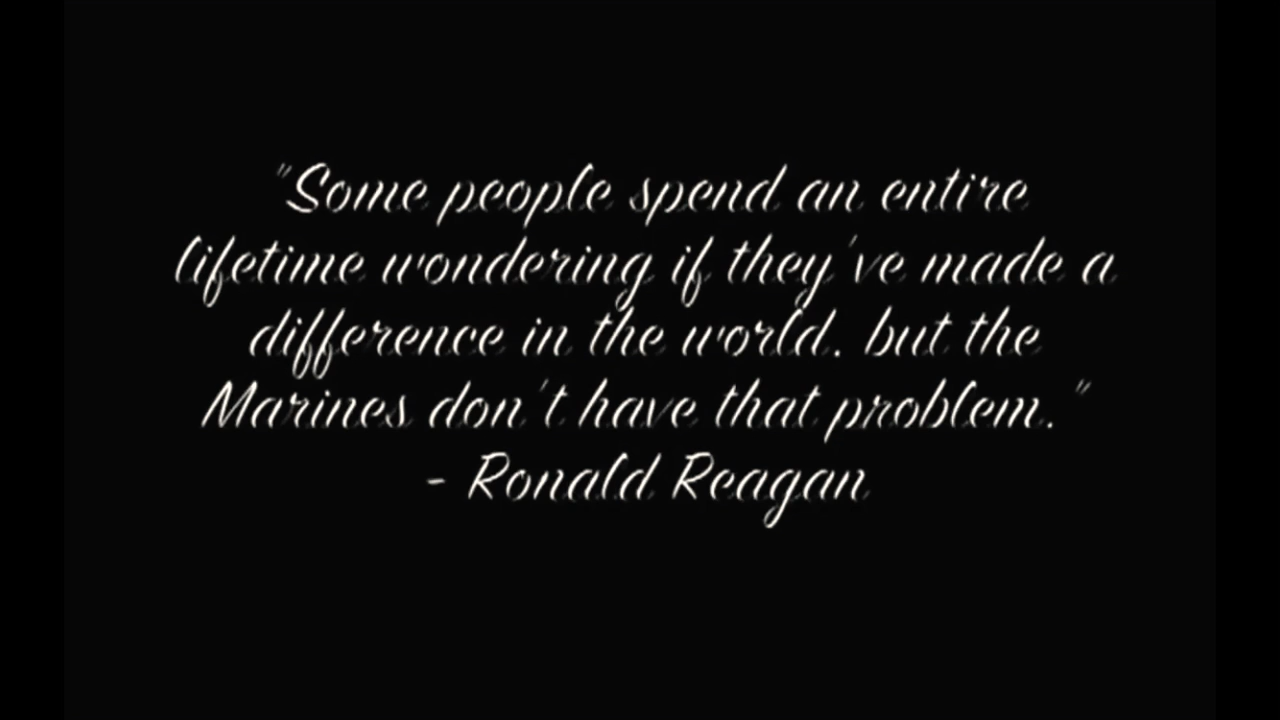 "Some people spend an entire
lifetime wondering if they've made a
difference in the world. but the
Marines don't have that problem."
- Ronald Reagan